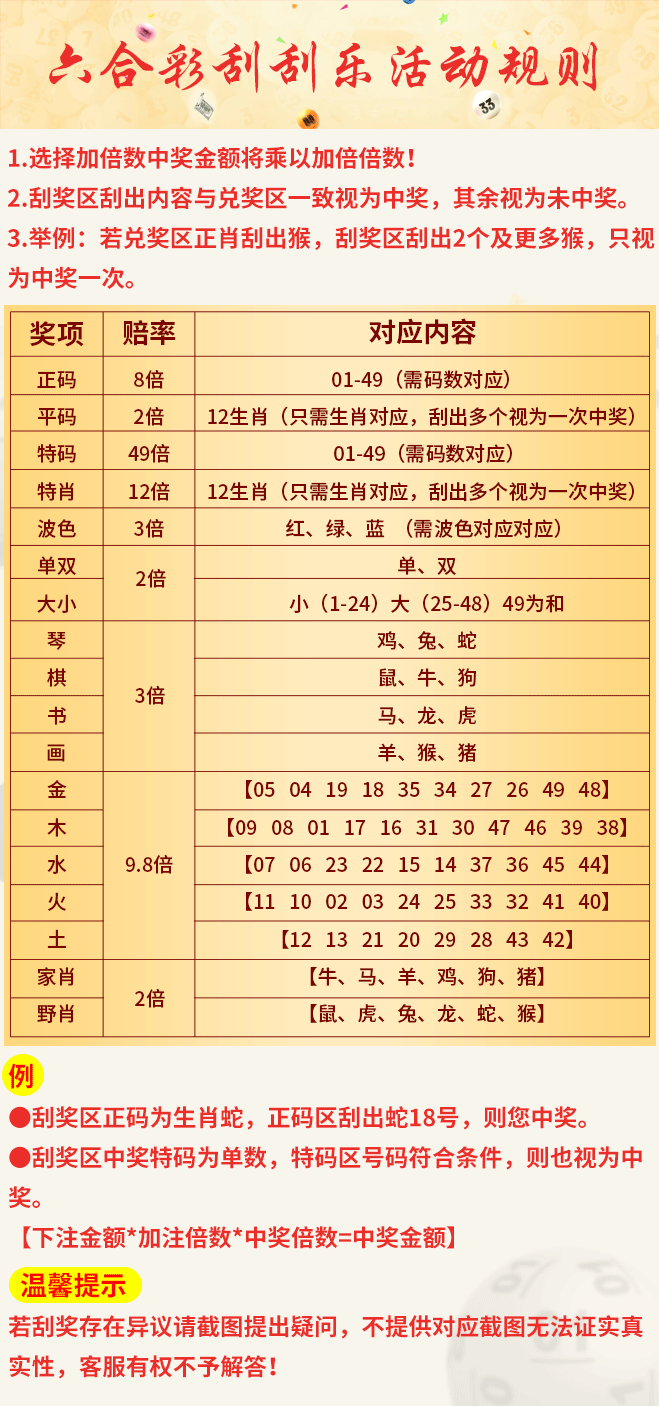 六合彩刮刮乐活动规则
33
1.选择加倍数中奖金额将乘以加倍倍数！
2.刮奖区刮出内容与兑奖区一致视为中奖，其余视为未中奖。
3.举例：若兑奖区正肖刮出猴，刮奖区刮出2个及更多猴，只视
为中奖一次。
奖项 赔率 对应内容
正码 8倍 01-49（需码数对应）
平码 2倍 12生肖（只需生肖对应，刮出多个视为一次中奖）
特码 49倍 01-49（需码数对应）
特肖 12倍 12生肖（只需生肖对应，刮出多个视为一次中奖）
波色 3倍 红、绿、蓝 （需波色对应对应）
单双 2倍 单、双
大小 小（1-24）大（25-48）49为和
琴 3倍 鸡、兔、蛇
棋 鼠、牛、狗
书 马、龙、虎
画 羊、猴、猪
金 9.8倍 【05 04 19 18 35 34 27 26 49 48】
木 【09 08 01 17 16 31 30 47 46 39 38】
水 【07 06 23 22 15 14 37 36 45 44】
火 【11 10 02 03 24 25 33 32 41 40】
土 【12 13 21 20 29 28 43 42】
家肖 2倍 【牛、马、羊、鸡、狗、猪】
野肖 【鼠、虎、兔、龙、蛇、猴】
例
●刮奖区正码为生肖蛇，正码区刮出蛇18号，则您中奖。
●刮奖区中奖特码为单数，特码区号码符合条件，则也视为中
奖。
【下注金额*加注倍数*中奖倍数=中奖金额】
温馨提示
若刮奖存在异议请截图提出疑问，不提供对应截图无法证实真
实性，客服有权不予解答！